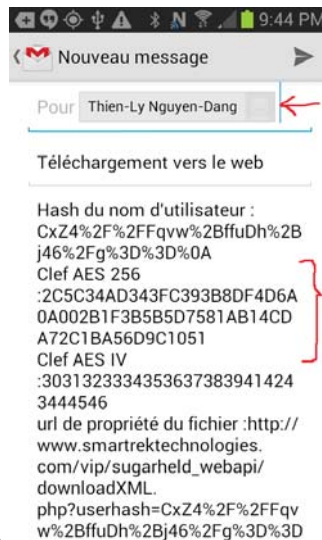 9:44 PM
Nouveau message
Pour Thien-Ly Nguyen-Dang
Téléchargement vers le web
Hash du nom d'utilisateur :
CxZ4%2F%2FFqvw%2BffuDh%2B
j46%2Fg%3D%3D%0A
Clef AES 256
:2C5C34AD343FC393B8DF4D6A
0A002B1F3B5B5D7581AB14CD
A72C1BA56D9C1051
Clef AES IV
:3031323334353637383941424
3444546
url de propriété du fichier :http://
www.smartrektechnologies.
com/vip/sugarheld_webapi/
downloadXML.
php?userhash=CxZ4%2F%2FFqv
w%2BffuDh%2Bj46%2Fg%3D%3D